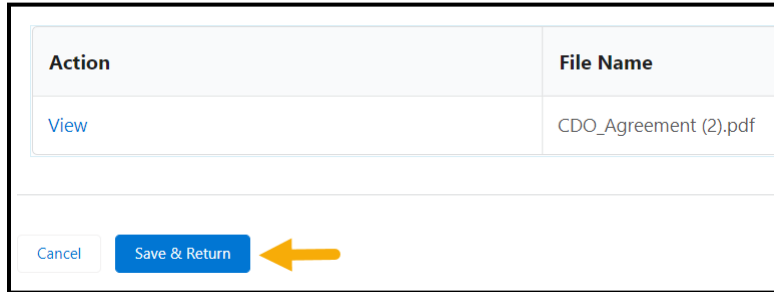 Action File Name
View CDO_Agreement (2).pdf
Cancel Save & Return